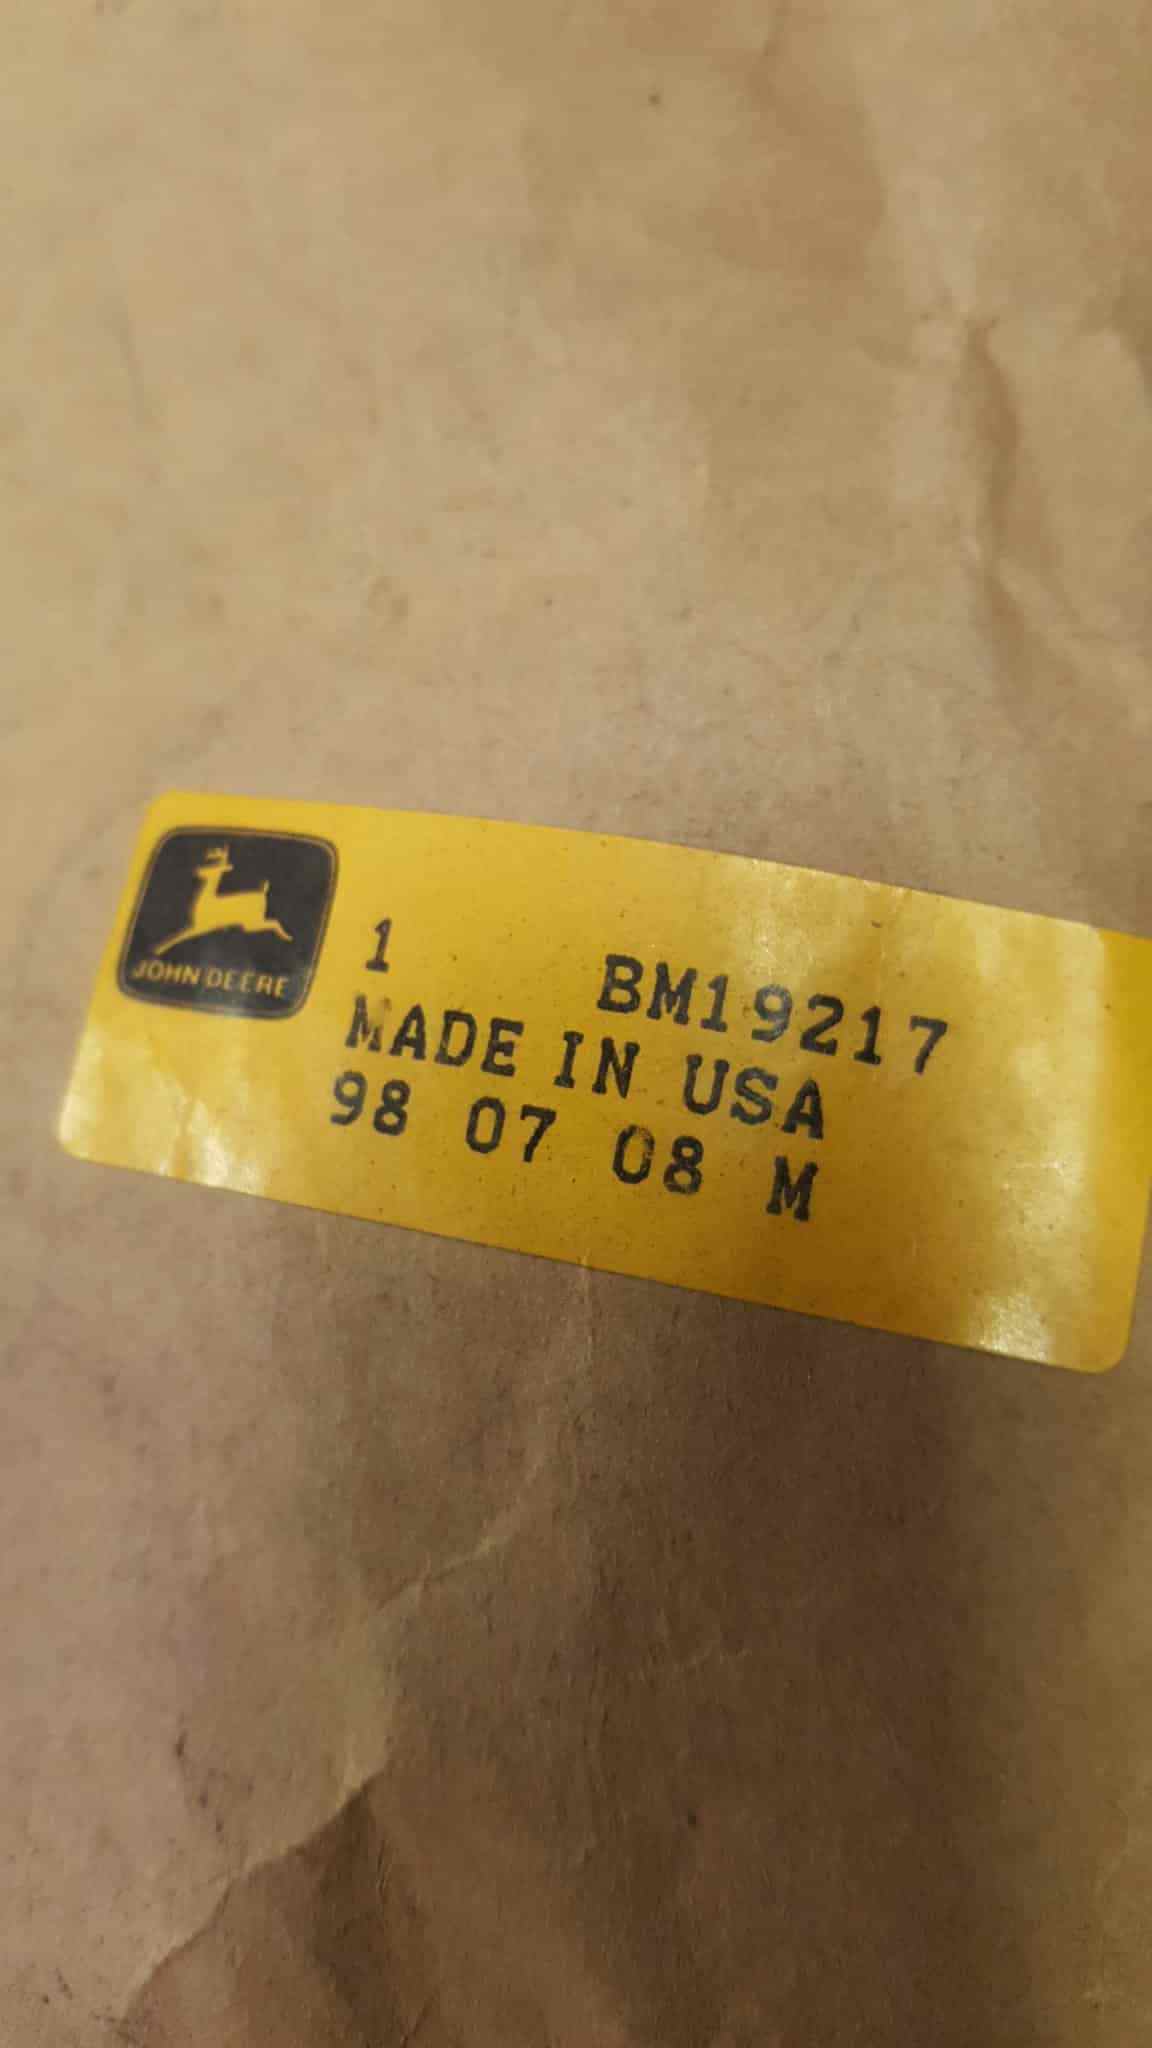 JOHN DEERE
1 BM19217
MADE IN USA
98 07 08 M